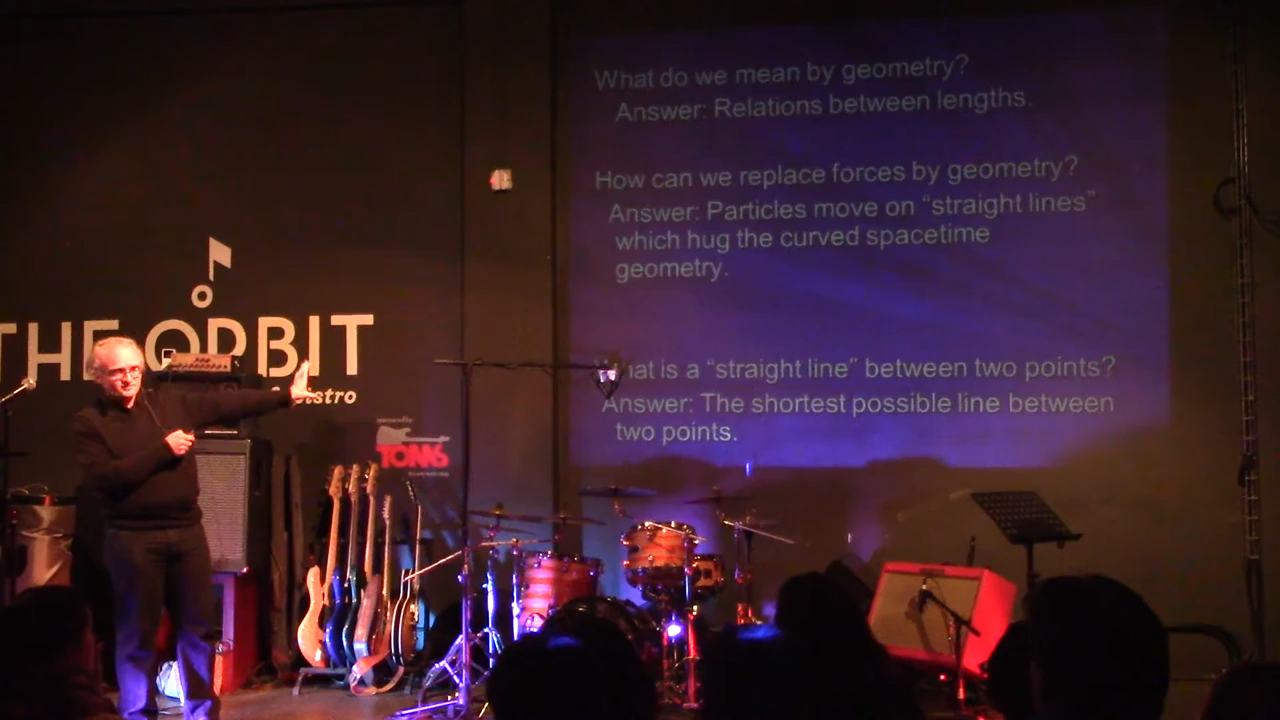 What do we mean by geometry?
Answer: Relations between lengths.
How can we replace forces by geometry?
Answer: Particles move on “straight lines”
which hug the curved spacetime
geometry.
is a “straight line” between two points?
Answer: The shortest possible line between
two points.
THE ORBIT
TOMS